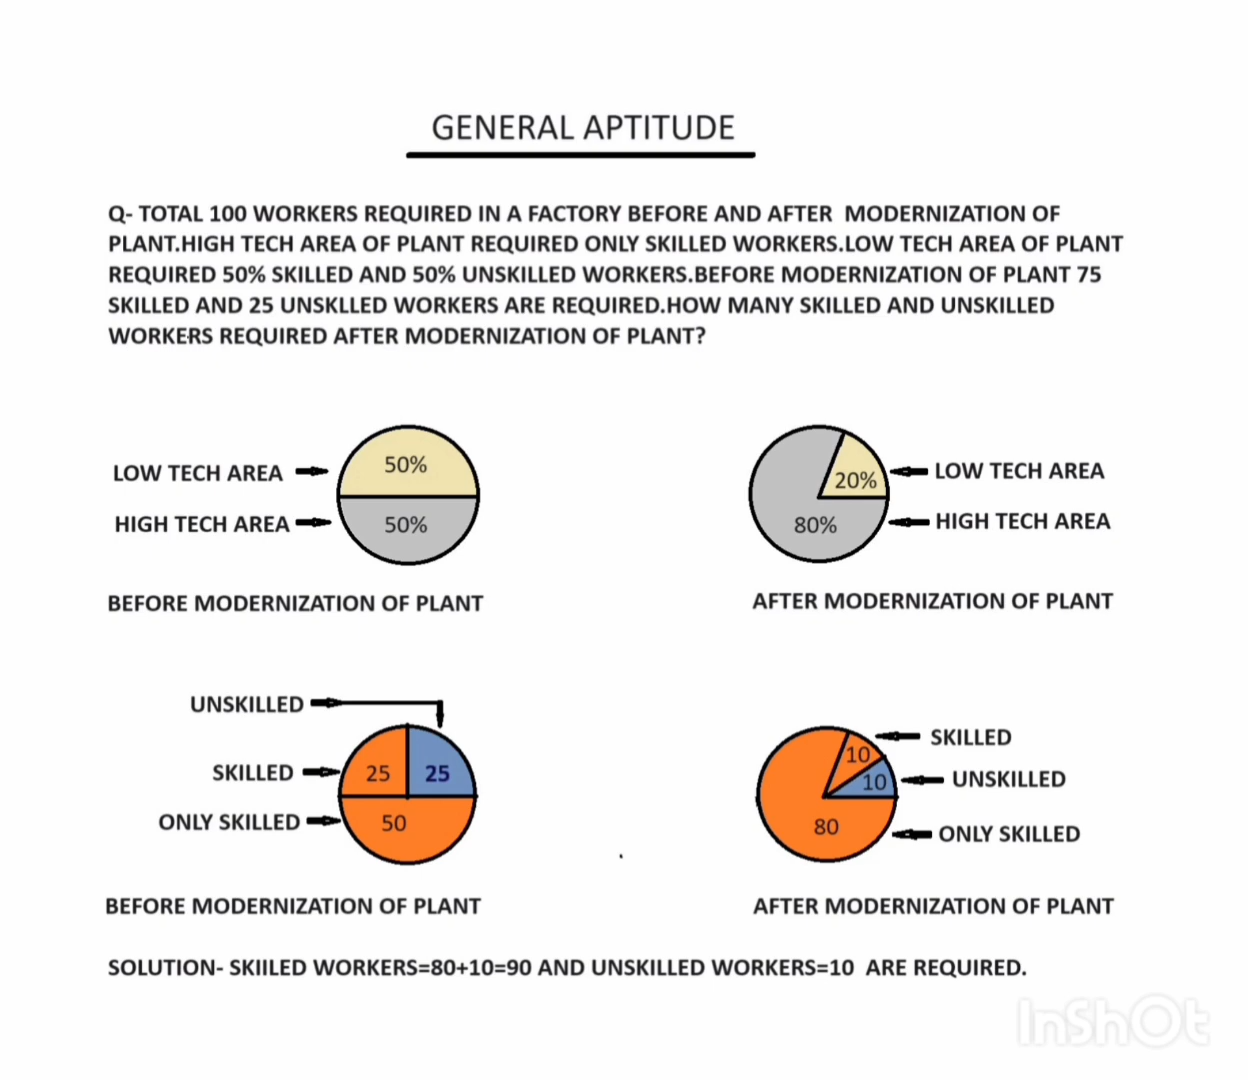 GENERAL APTITUDE
Q- TOTAL 100 WORKERS REQUIRED IN A FACTORY BEFORE AND AFTER MODERNIZATION OF
PLANT.HIGH TECH AREA OF PLANT REQUIRED ONLY SKILLED WORKERS.LOW TECH AREA OF PLANT
REQUIRED 50% SKILLED AND 50% UNSKILLED WORKERS.BEFORE MODERNIZATION OF PLANT 75
SKILLED AND 25 UNSKLLED WORKERS ARE REQUIRED.HOW MANY SKILLED AND UNSKILLED
WORKERS REQUIRED AFTER MODERNIZATION OF PLANT?
LOW TECH AREA
50%
HIGH TECH AREA
50%
BEFORE MODERNIZATION OF PLANT
20%
LOW TECH AREA
80%
HIGH TECH AREA
AFTER MODERNIZATION OF PLANT
UNSKILLED
SKILLED
25
25
ONLY SKILLED
50
BEFORE MODERNIZATION OF PLANT
10
SKILLED
10
UNSKILLED
80
ONLY SKILLED
AFTER MODERNIZATION OF PLANT
SOLUTION- SKIILED WORKERS=80+10=90 AND UNSKILLED WORKERS=10 ARE REQUIRED.
InShOt